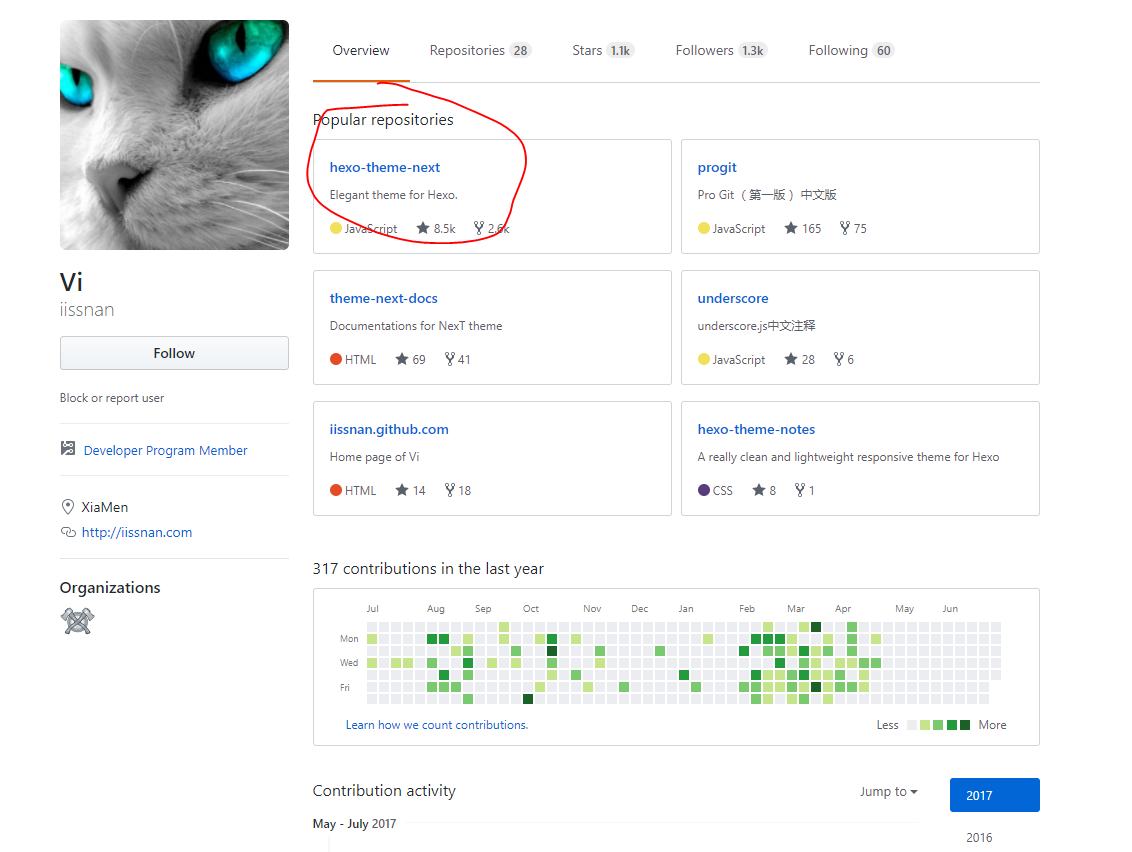 Overview Repositories 28 Stars 1.1k Followers 1.3k Following 60
Popular repositories
hexo-theme-next
Elegant theme for Hexo.
JavaScript 8.5k 2.6k
progit
Pro Git （第一版） 中文版
JavaScript 165 75
theme-next-docs
Documentations for NexT theme
HTML 69 41
underscore
underscore.js中文注释
JavaScript 28 6
iissnan.github.com
Home page of Vi
HTML 14 18
hexo-theme-notes
A really clean and lightweight responsive theme for Hexo
CSS 8 1
Vi
iissnan
Follow
Block or report user
Developer Program Member
XiaMen
http://iissnan.com
Organizations
317 contributions in the last year
Jul Aug Sep Oct Nov Dec Jan Feb Mar Apr May Jun
Mon
Wed
Fri
Learn how we count contributions.
Less More
Contribution activity
Jump to
2017
May - July 2017
2016